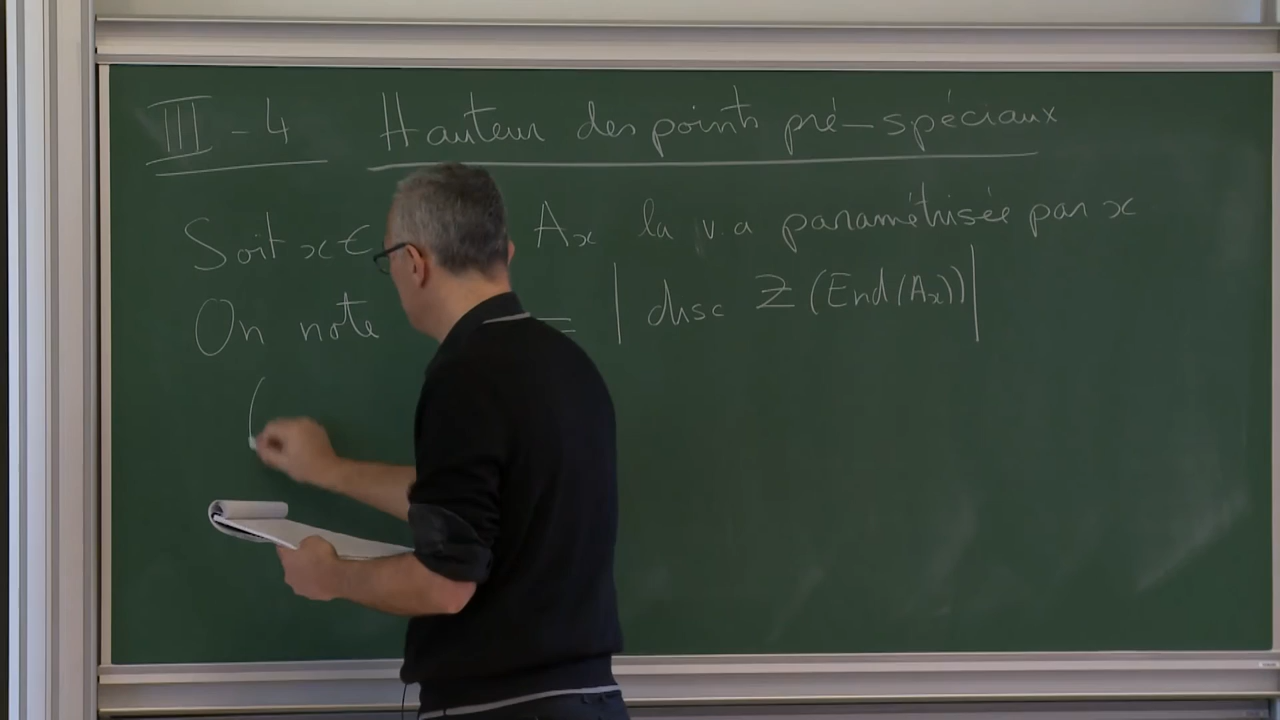 III - 4 Hauteur des points pré-spéciaux
Soit x ∈ Ax la v.a paramétrisée par x
On note = | disc Z(End(Ax)) |
(